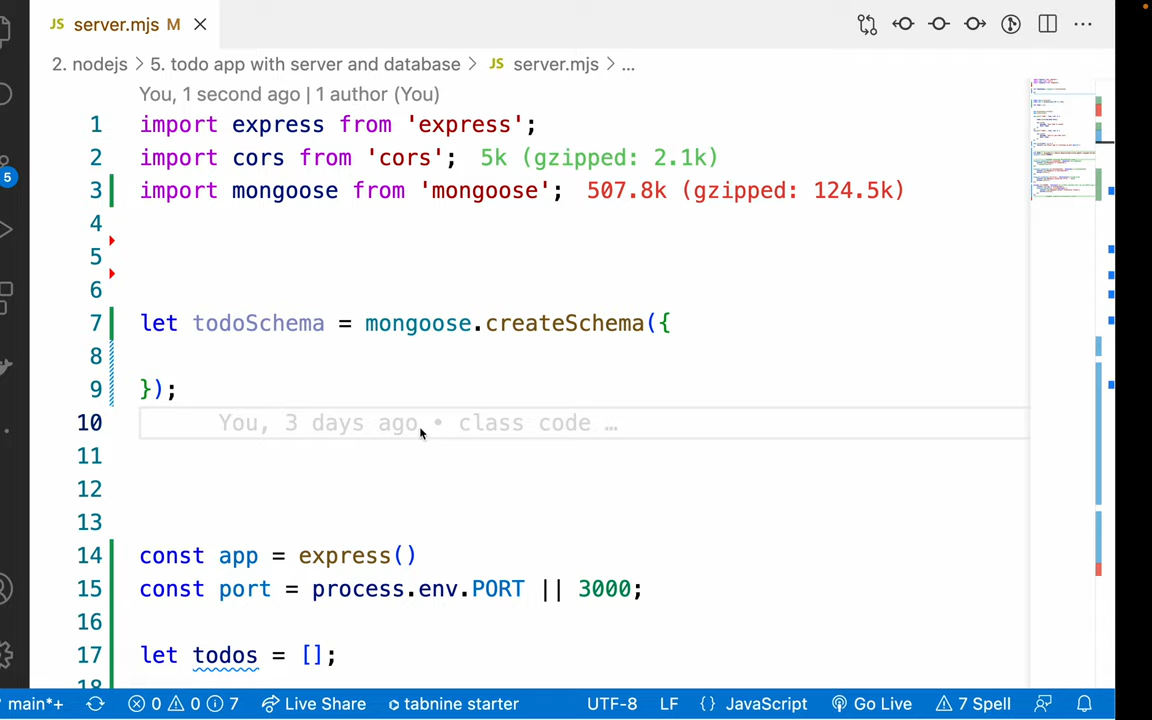 JS server.mjs M
2. nodejs > 5. todo app with server and database > JS server.mjs > ...
You, 1 second ago | 1 author (You)
1 import express from 'express';
2 import cors from 'cors'; 5k (gzipped: 2.1k)
3 import mongoose from 'mongoose'; 507.8k (gzipped: 124.5k)
4
5
5
6
7 let todoSchema = mongoose.createSchema({
8
9 });
10 You, 3 days ago • class code ...
11
12
13
14 const app = express()
15 const port = process.env.PORT || 3000;
16
17 let todos = [];
18
main*+ 0 0 7 Live Share tabnine starter UTF-8 LF {} JavaScript Go Live 7 Spell